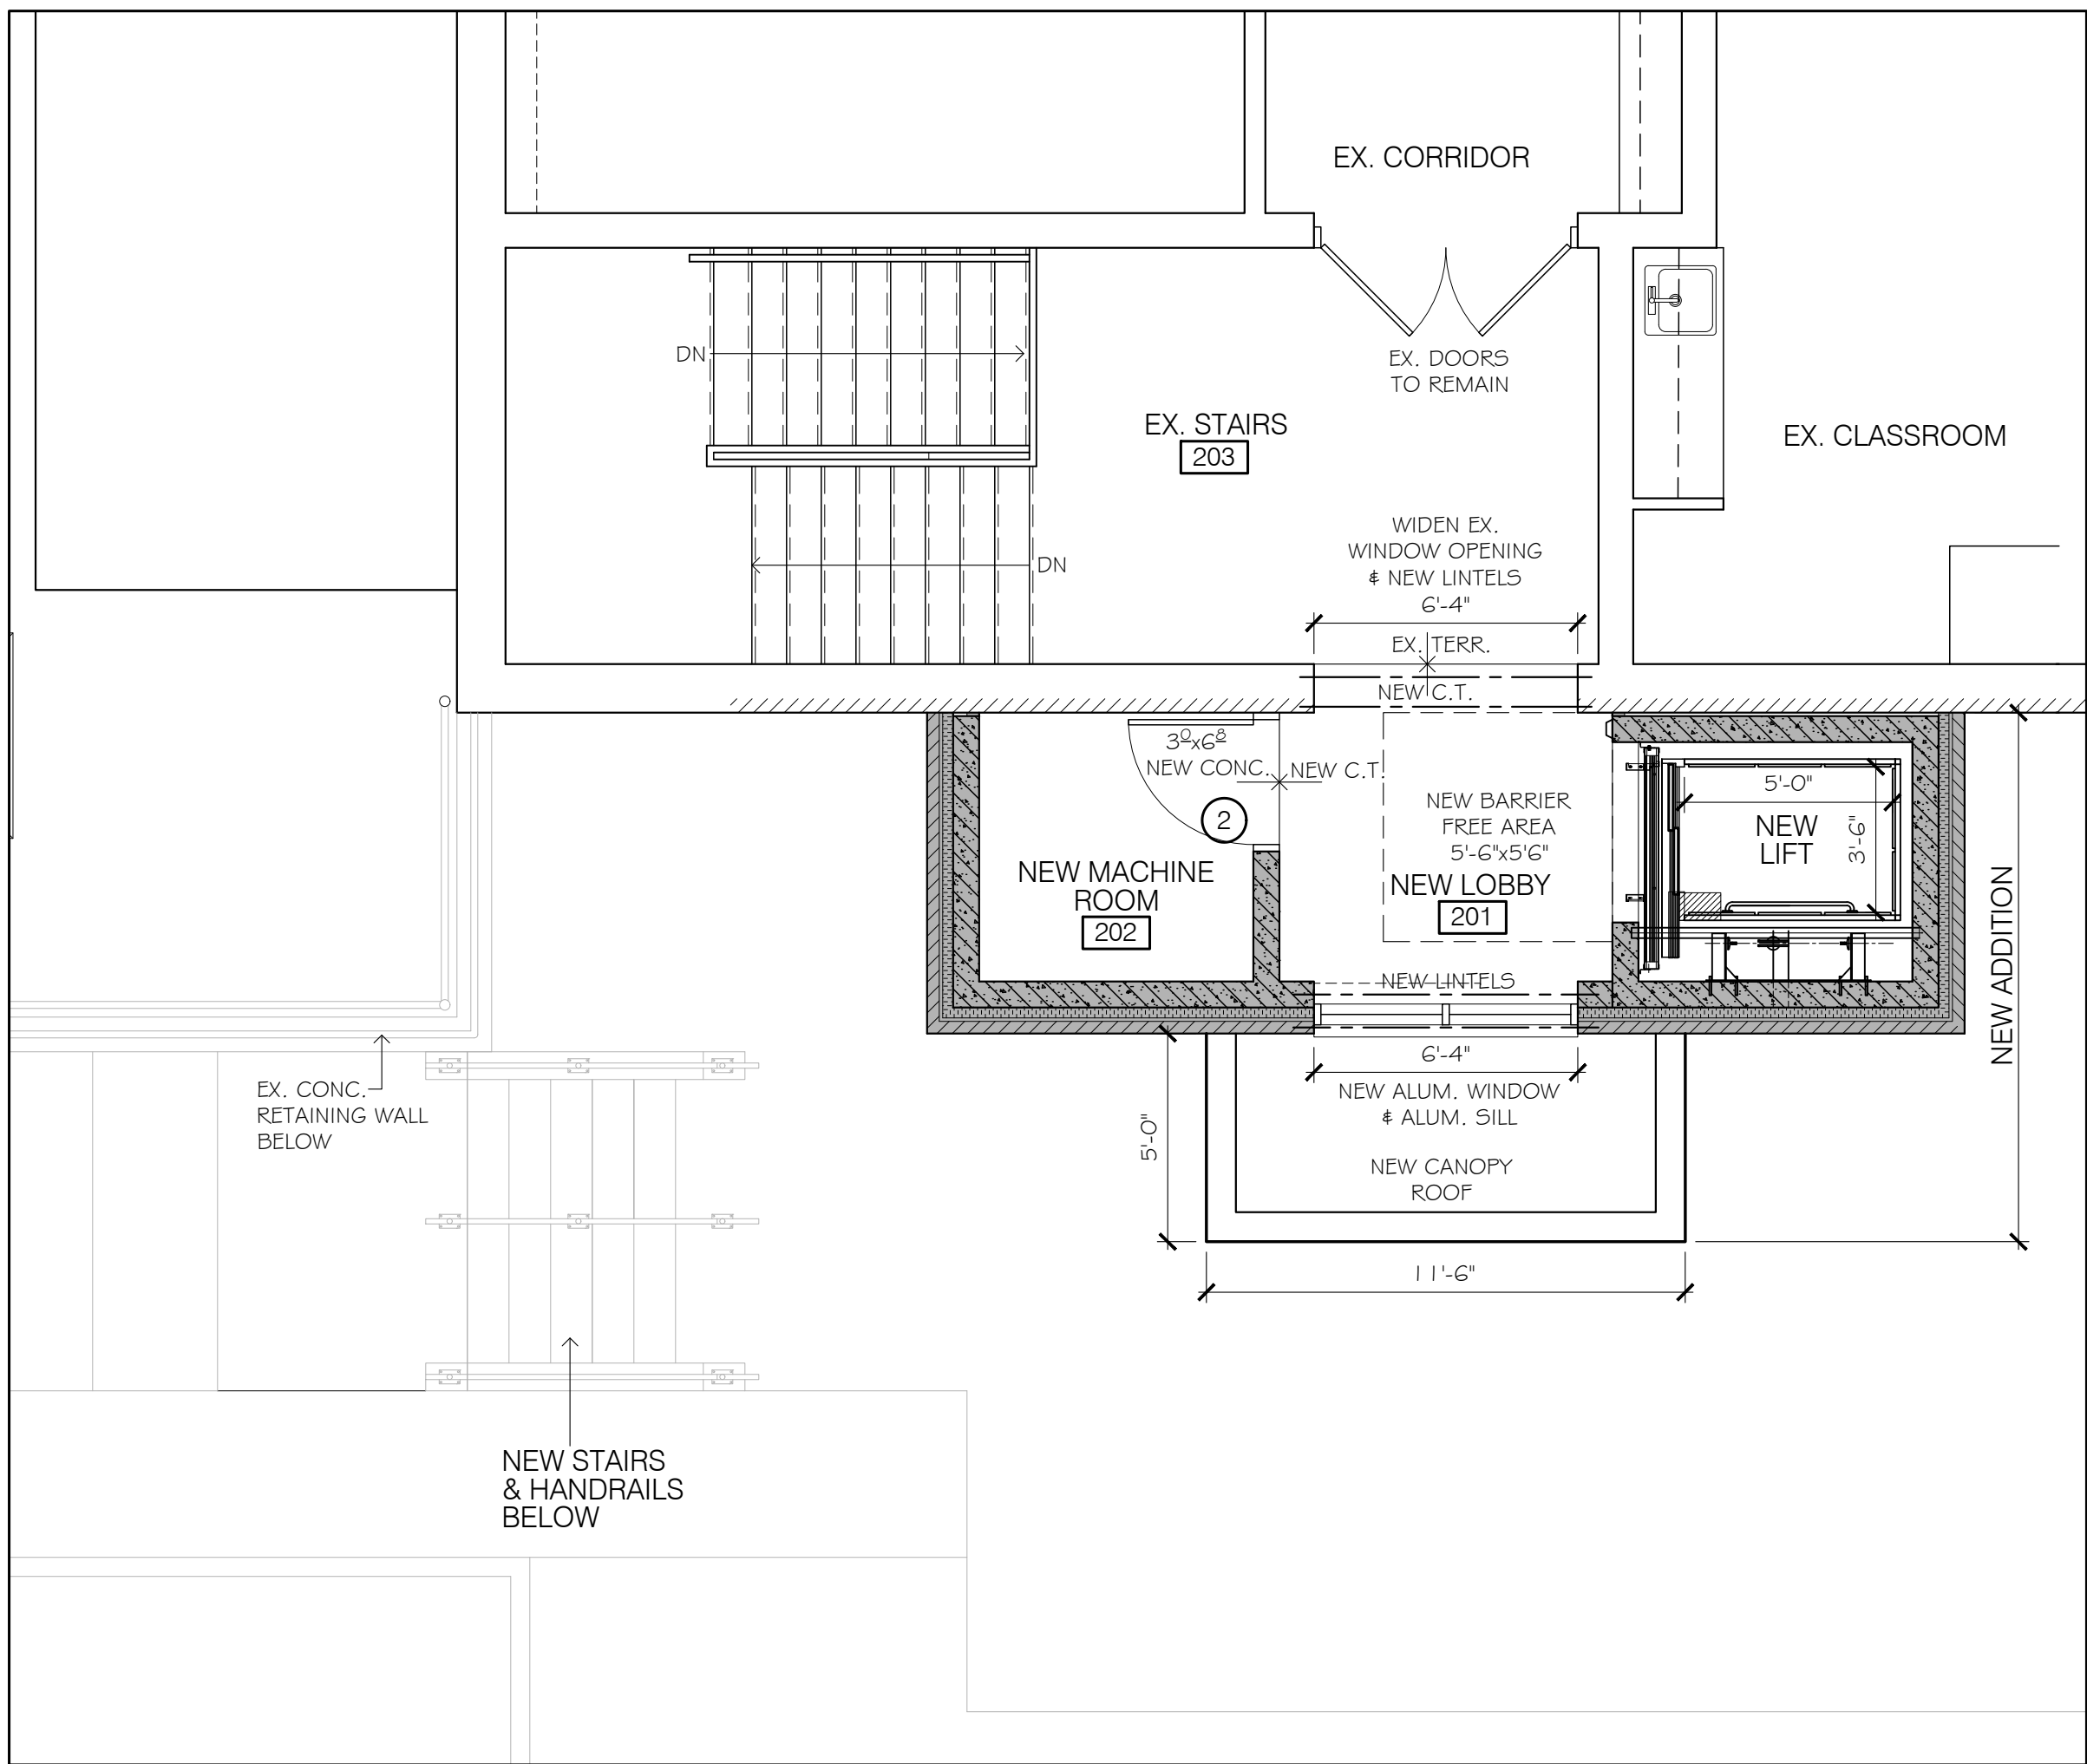 EX. CORRIDOR
DN
EX. DOORS
TO REMAIN
EX. STAIRS
203
EX. CLASSROOM
WIDEN EX.
WINDOW OPENING
& NEW LINTELS
6'-4"
DN
EX. TERR.
NEW C.T.
3⁰x6⁸
NEW CONC.
NEW C.T.
2
NEW BARRIER
FREE AREA
5'-6"x5'6"
5'-0"
3'-6"
NEW
LIFT
NEW MACHINE
ROOM
202
NEW LOBBY
201
NEW ADDITION
NEW LINTELS
6'-4"
NEW ALUM. WINDOW
& ALUM. SILL
5'-0"
NEW CANOPY
ROOF
11'-6"
EX. CONC.
RETAINING WALL
BELOW
NEW STAIRS
& HANDRAILS
BELOW